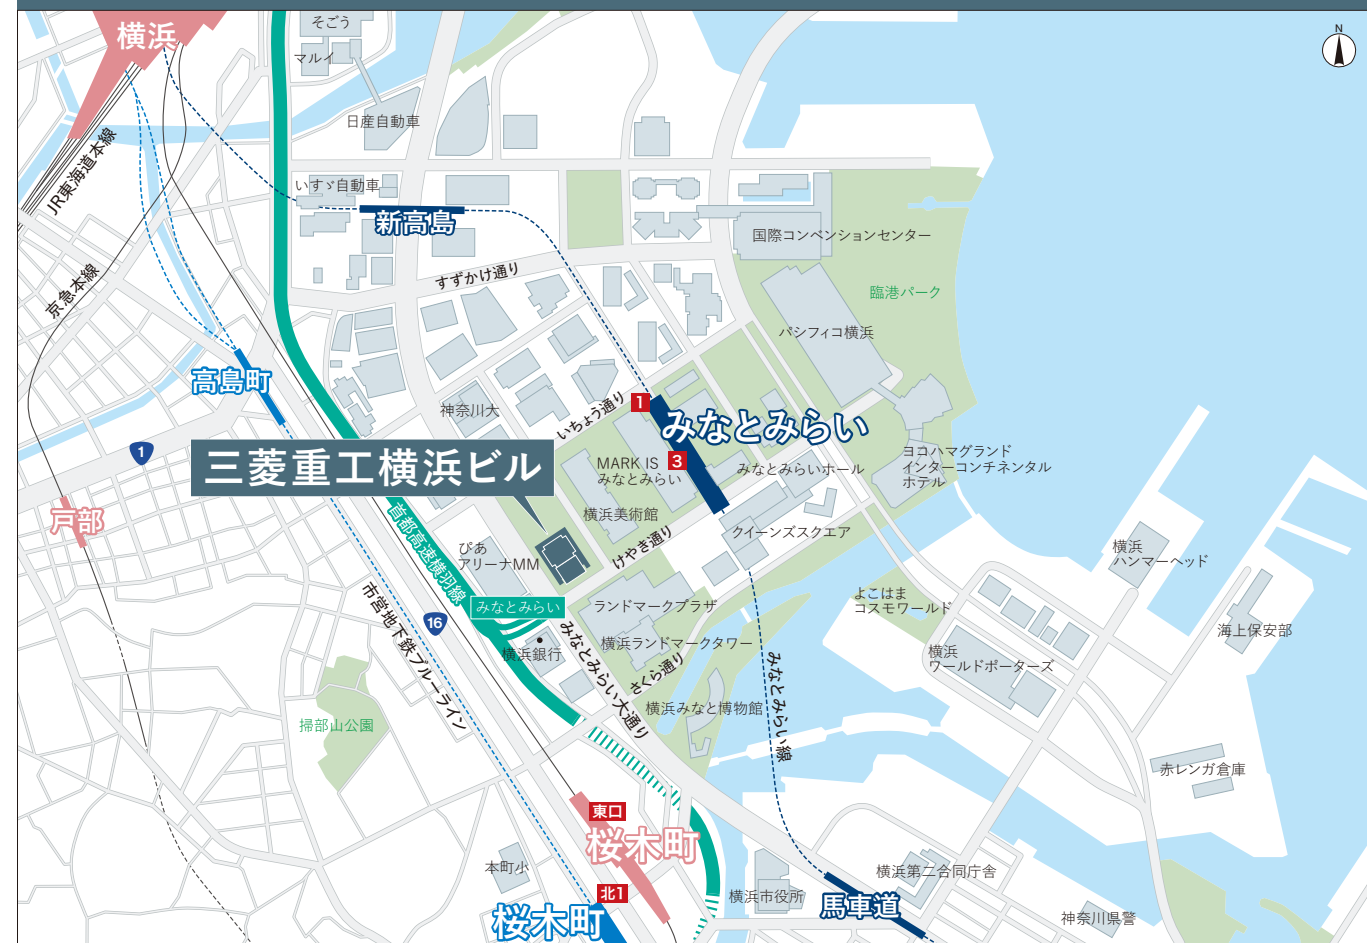 横浜
そごう
マルイ
N
日産自動車
JR東海道本線
いすゞ自動車
新高島
国際コンベンションセンター
京急本線
すずかけ通り
臨港パーク
パシフィコ横浜
高島町
神奈川大
いちょう通り
1
みなとみらい
1
三菱重工横浜ビル
MARK IS
みなとみらい
3
みなとみらいホール
ヨコハマグランド
インターコンチネンタル
ホテル
戸部
首都高速横羽線
横浜美術館
けやき通り
クイーンズスクエア
ぴあ
アリーナMM
横浜
ハンマーヘッド
市営地下鉄ブルーライン
16
みなとみらい
ランドマークプラザ
よこはま
コスモワールド
海上保安部
横浜銀行
みなとみらい大通り
横浜ランドマークタワー
さくら通り
横浜
ワールドポーターズ
みなとみらい線
横浜みなと博物館
掃部山公園
赤レンガ倉庫
東口
桜木町
本町小
北1
桜木町
横浜市役所
横浜第二合同庁舎
馬車道
神奈川県警